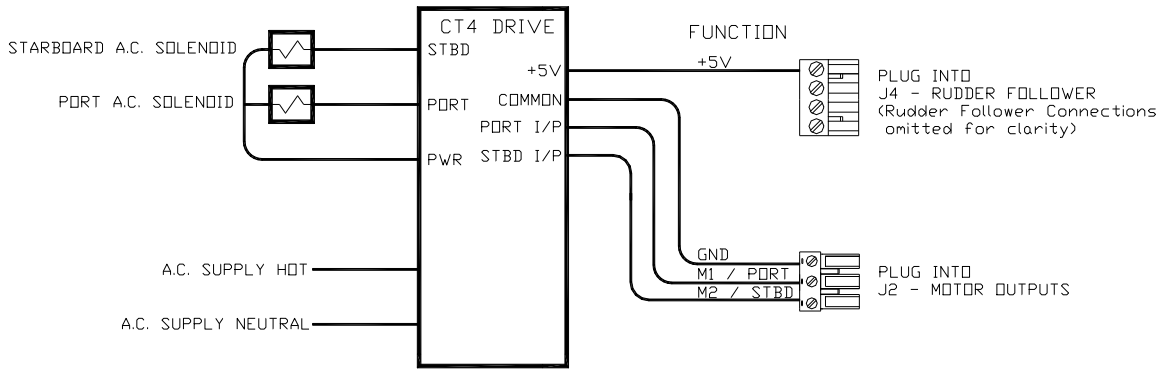 CT4 DRIVE
STARBOARD A.C. SOLENOID
STBD
PORT A.C. SOLENOID
PORT
PWR
A.C. SUPPLY HOT
A.C. SUPPLY NEUTRAL
+5V
COMMON
PORT I/P
STBD I/P
FUNCTION
+5V
PLUG INTO
J4 - RUDDER FOLLOWER
(Rudder Follower Connections
omitted for clarity)
GND
M1 / PORT
M2 / STBD
PLUG INTO
J2 - MOTOR OUTPUTS